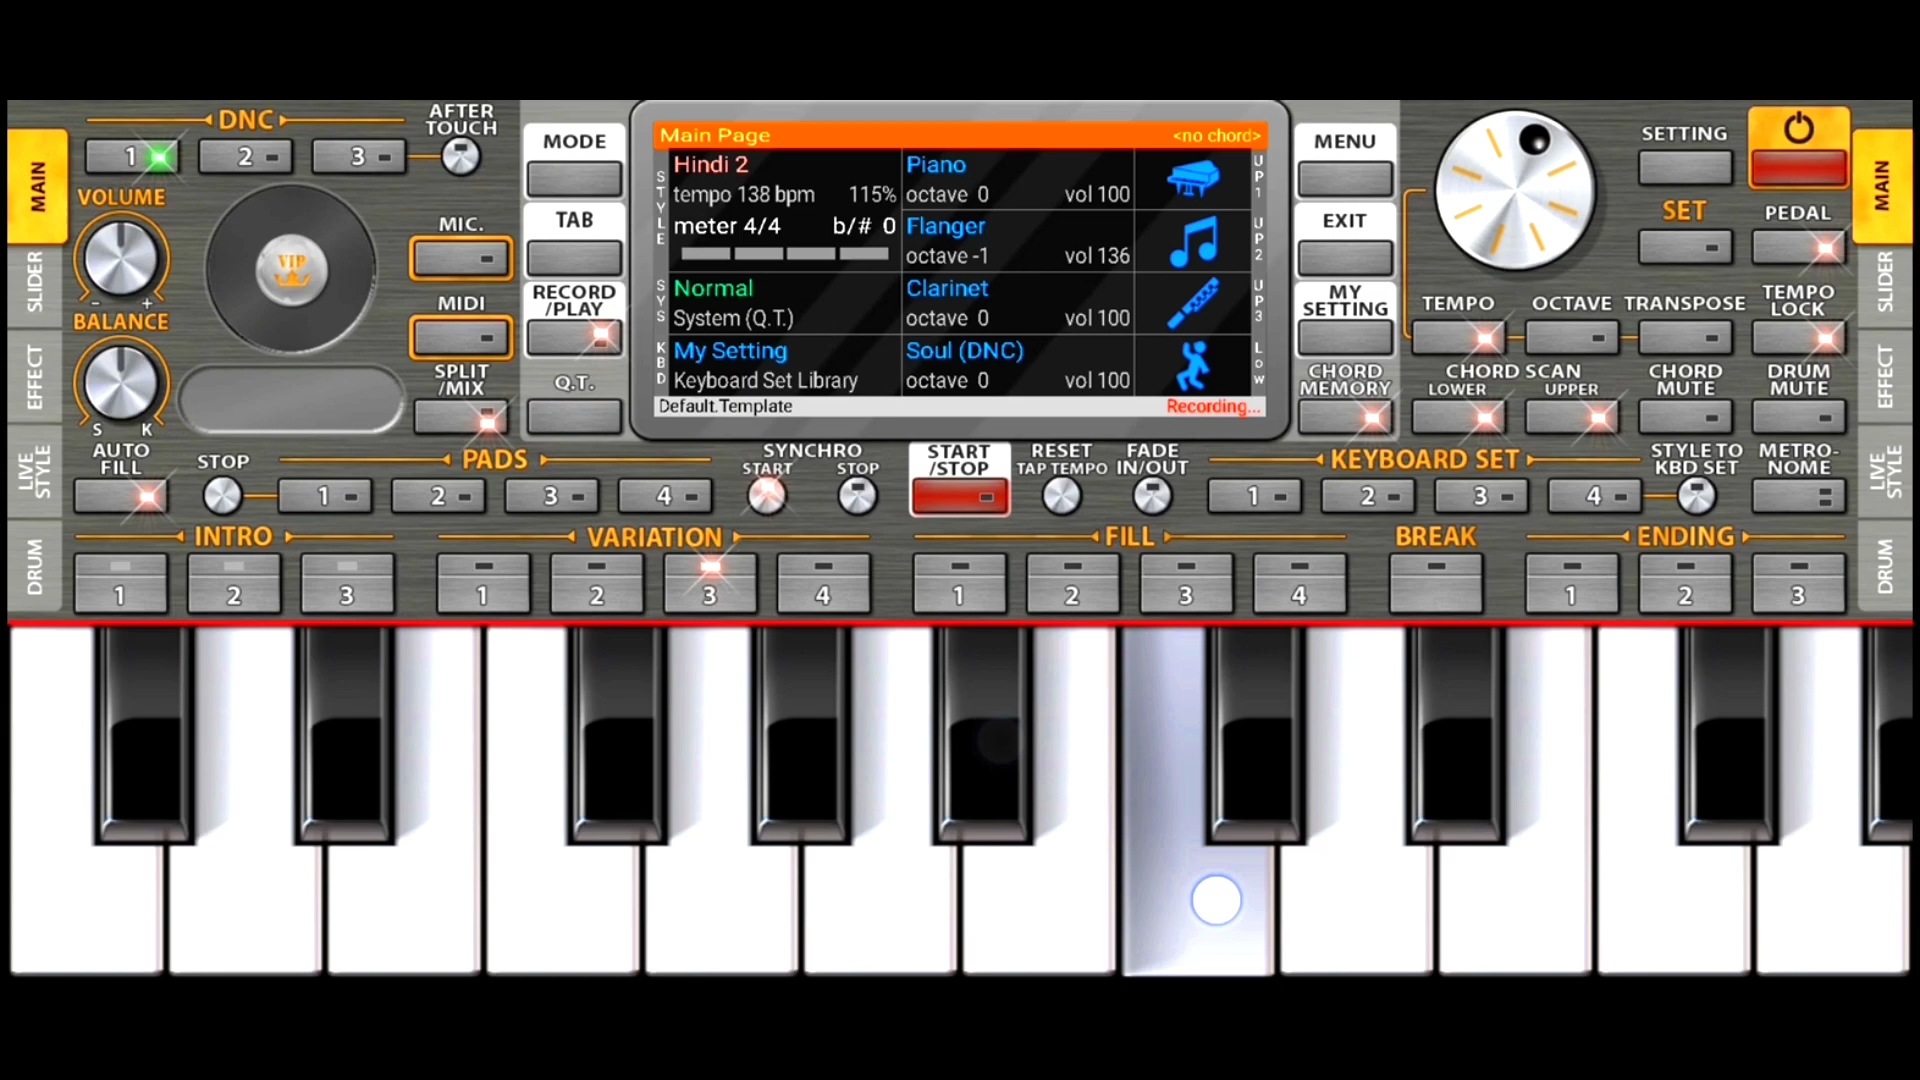 DNC
AFTER
TOUCH
1
2
3
MAIN
SLIDER
EFFECT
LIVE
STYLE
DRUM
VOLUME
- +
BALANCE
S K
VIP
MIC.
MIDI
SPLIT
/MIX
MODE
TAB
RECORD
/PLAY
Q.T.
Main Page <no chord>
STYLE
Hindi 2
tempo 138 bpm 115%
meter 4/4 b/# 0
SYS
Normal
System (Q.T.)
KBD
My Setting
Keyboard Set Library
Piano
octave 0 vol 100
UP1
Flanger
octave -1 vol 136
UP2
Clarinet
octave 0 vol 100
UP3
Soul (DNC)
octave 0 vol 100
LOW
Default.Template Recording...
MENU
EXIT
MY
SETTING
CHORD
MEMORY
SETTING
SET
PEDAL
TEMPO
OCTAVE
TRANSPOSE
TEMPO
LOCK
CHORD SCAN
LOWER UPPER
CHORD
MUTE
DRUM
MUTE
MAIN
SLIDER
EFFECT
LIVE
STYLE
DRUM
AUTO
FILL
STOP
PADS
1
2
3
4
SYNCHRO
START STOP
START
/STOP
RESET
TAP TEMPO
FADE
IN/OUT
KEYBOARD SET
1
2
3
4
STYLE TO
KBD SET
METRO-
NOME
INTRO
1
2
3
VARIATION
1
2
3
4
FILL
1
2
3
4
BREAK
ENDING
1
2
3